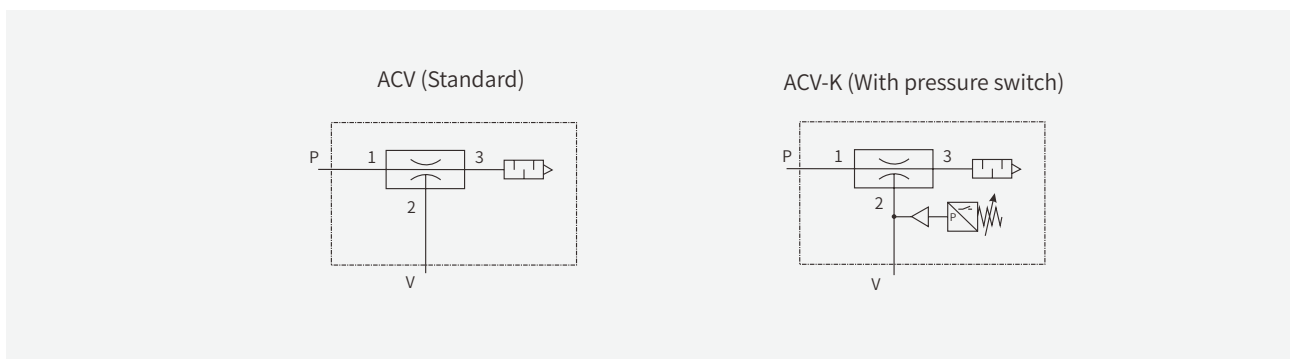 ACV (Standard)
ACV-K (With pressure switch)
P
1
3
2
V
P
1
3
2
P
V